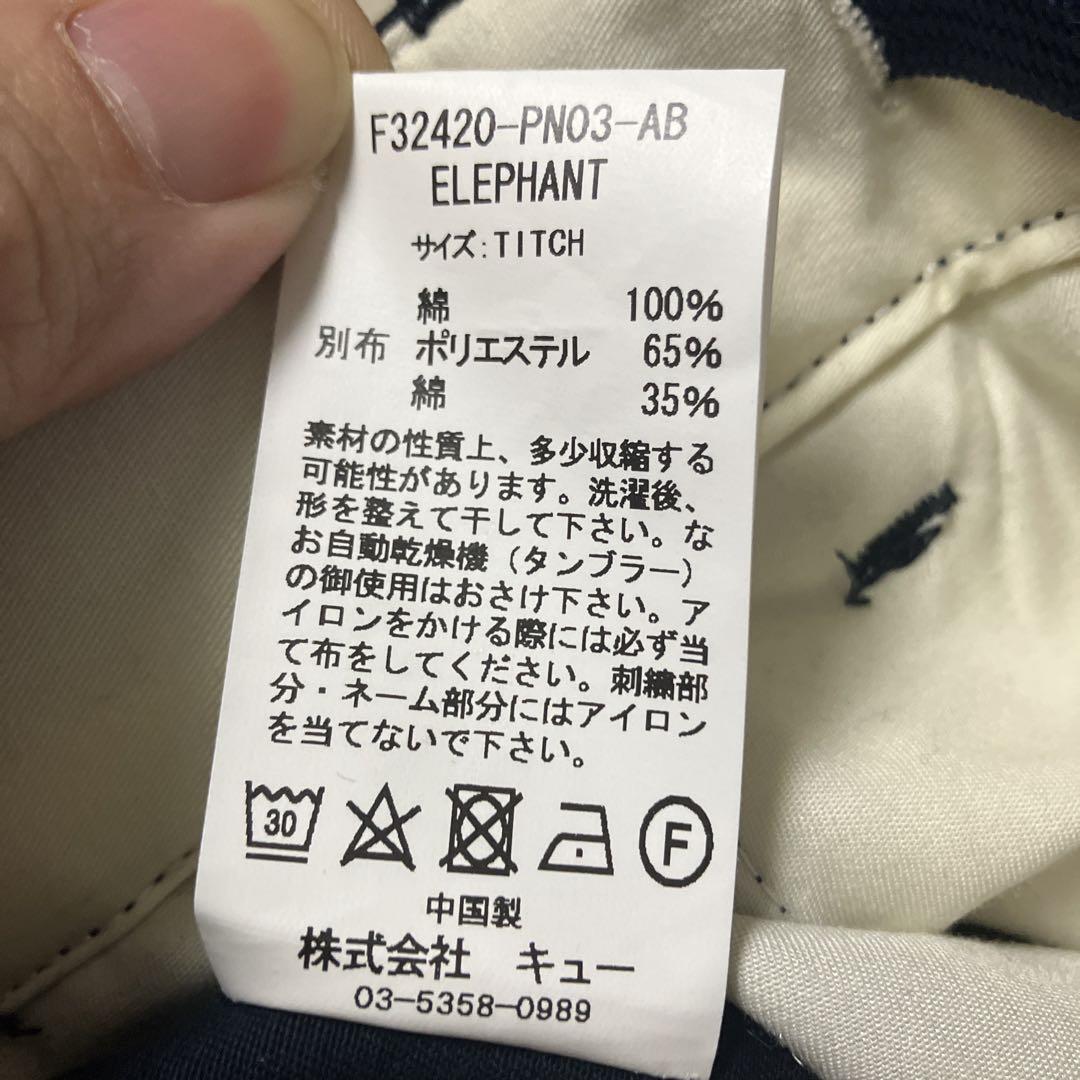 F32420-PN03-AB
ELEPHANT
サイズ:TITCH
綿 100%
別布 ポリエステル 65%
綿 35%
素材の性質上、多少収縮する
可能性があります。洗濯後、
形を整えて干して下さい。な
お自動乾燥機(タンブラー)
の御使用はおさけ下さい。ア
イロンをかける際には必ず当
て布をしてください。刺繍部
分・ネーム部分にはアイロン
を当てないで下さい。
30
F
中国製
株式会社 キュー
03-5358-0989